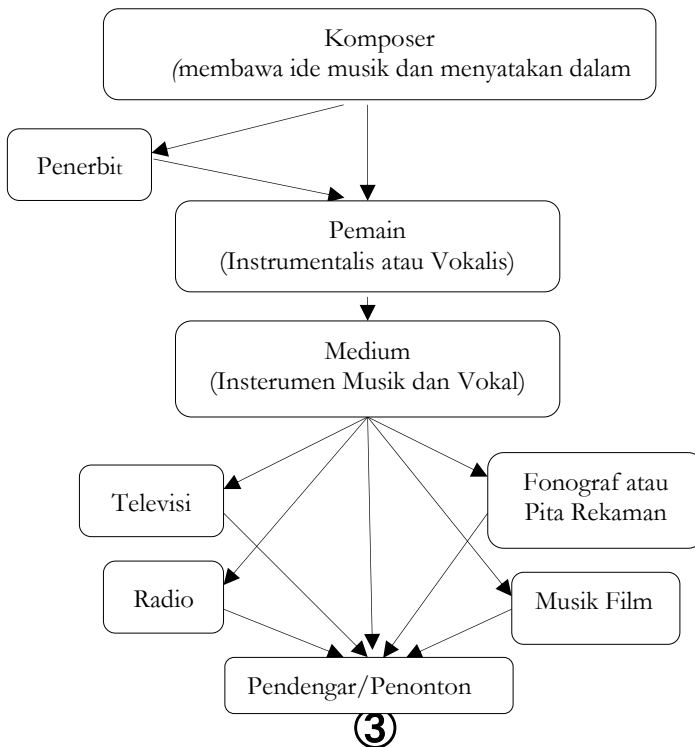 Komposer
(membawa ide musik dan menyatakan dalam
Penerbit
Pemain
(Instrumentalis atau Vokalis)
Medium
(Insterumen Musik dan Vokal)
Televisi
Fonograf atau
Pita Rekaman
Radio
Musik Film
Pendengar/Penonton
③